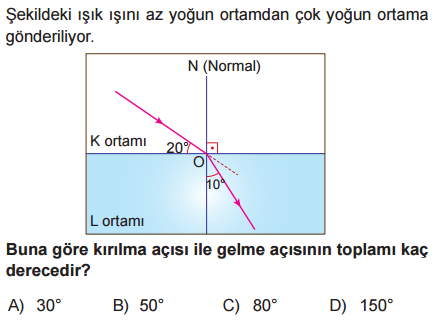 Şekildeki ışık ışını az yoğun ortamdan çok yoğun ortama
gönderiliyor.
N (Normal)
K ortamı
20°
O
10°
L ortamı
Buna göre kırılma açısı ile gelme açısının toplamı kaç
derecedir?
A) 30° B) 50° C) 80° D) 150°